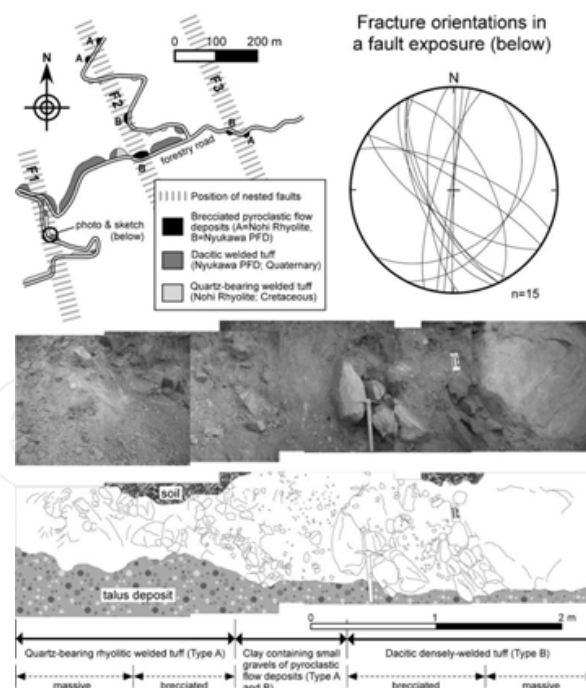 Fracture orientations in
a fault exposure (below)
A
A
0 100 200 m
N
F2
F3
B
B
A
B
forestry road
F1
photo & sketch
(below)
Position of nested faults
Brecciated pyroclastic flow
deposits (A=Nohi Rhyolite,
B=Nyukawa PFD)
Dacitic welded tuff
(Nyukawa PFD; Quaternary)
Quartz-bearing welded tuff
(Nohi Rhyolite; Cretaceous)
N
n=15
soil
talus deposit
0 1 2 m
Quartz-bearing rhyolitic welded tuff (Type A)
Clay containing small
gravels of pyroclastic
flow deposits (Type A
and B)
Dacitic densely-welded tuff (Type B)
massive
brecciated
brecciated
massive